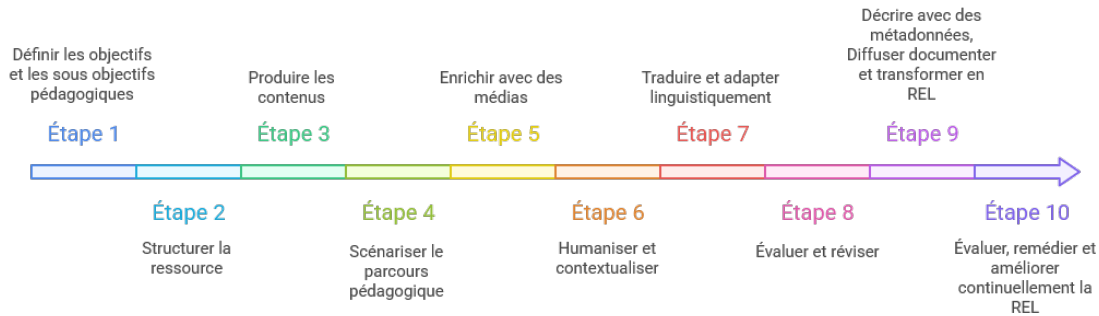 Définir les objectifs
et les sous objectifs
pédagogiques
Étape 1
Étape 2
Structurer la
ressource
Produire les
contenus
Étape 3
Étape 4
Scénariser le
parcours
pédagogique
Enrichir avec des
médias
Étape 5
Étape 6
Humaniser et
contextualiser
Traduire et adapter
linguistiquement
Étape 7
Étape 8
Évaluer et réviser
Décrire avec des
métadonnées,
Diffuser documenter
et transformer en
REL
Étape 9
Étape 10
Évaluer, remédier et
améliorer
continuellement la
REL